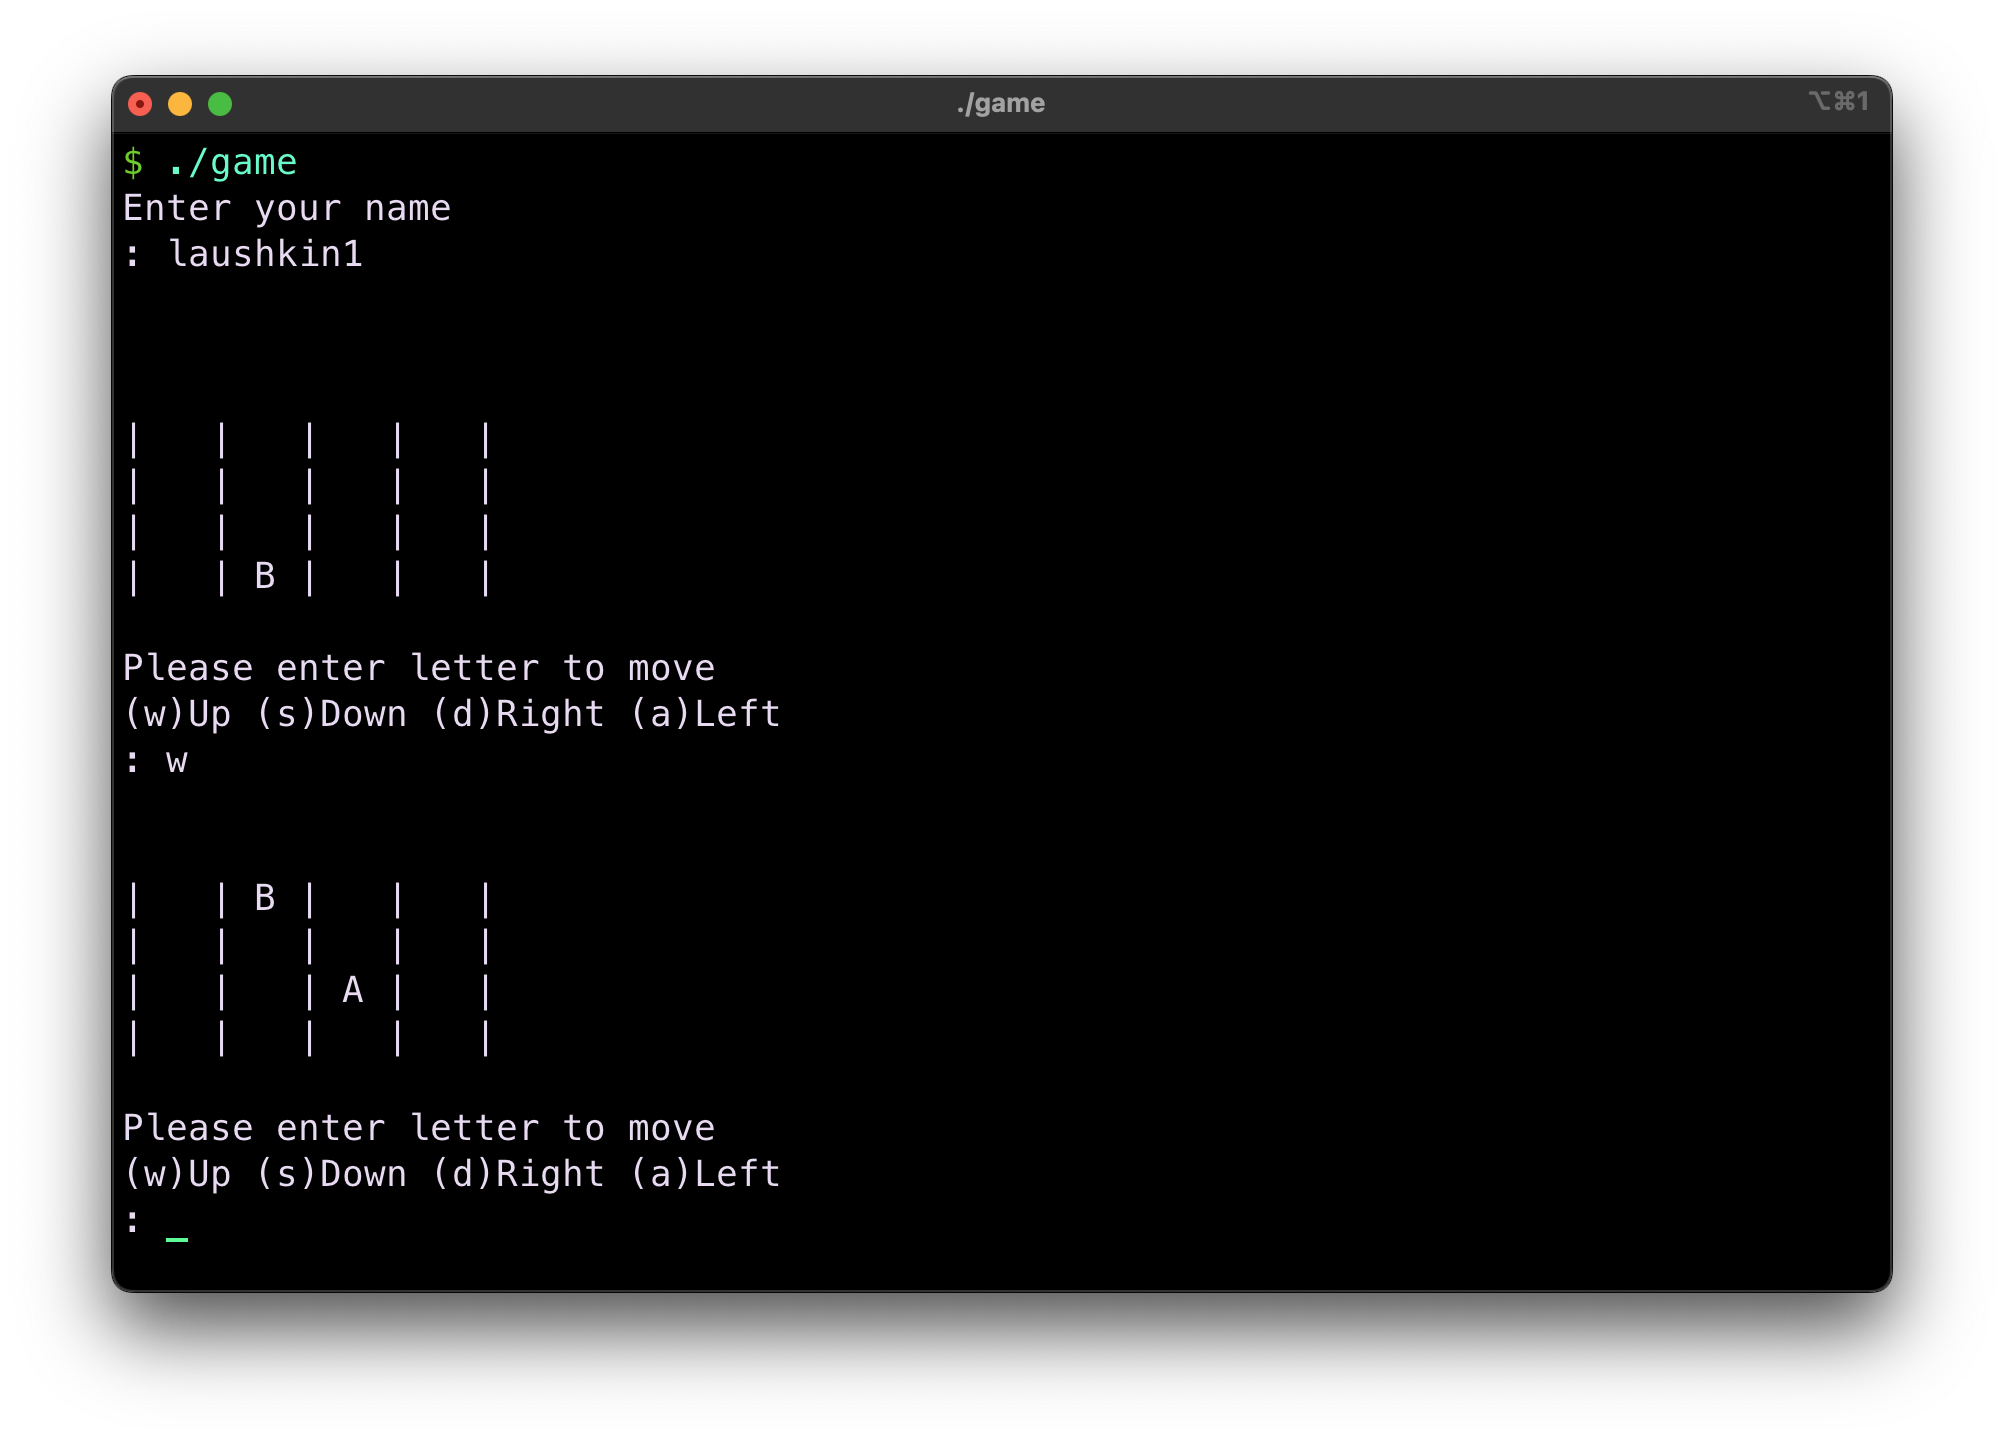 ./game
⌥⌘1
$ ./game
Enter your name
: laushkin1
|   |   |   |   |
|   |   |   |   |
|   |   |   |   |
|   | B |   |   |
Please enter letter to move
(w)Up (s)Down (d)Right (a)Left
: w
|   | B |   |   |
|   |   |   |   |
|   |   | A |   |
|   |   |   |   |
Please enter letter to move
(w)Up (s)Down (d)Right (a)Left
: _